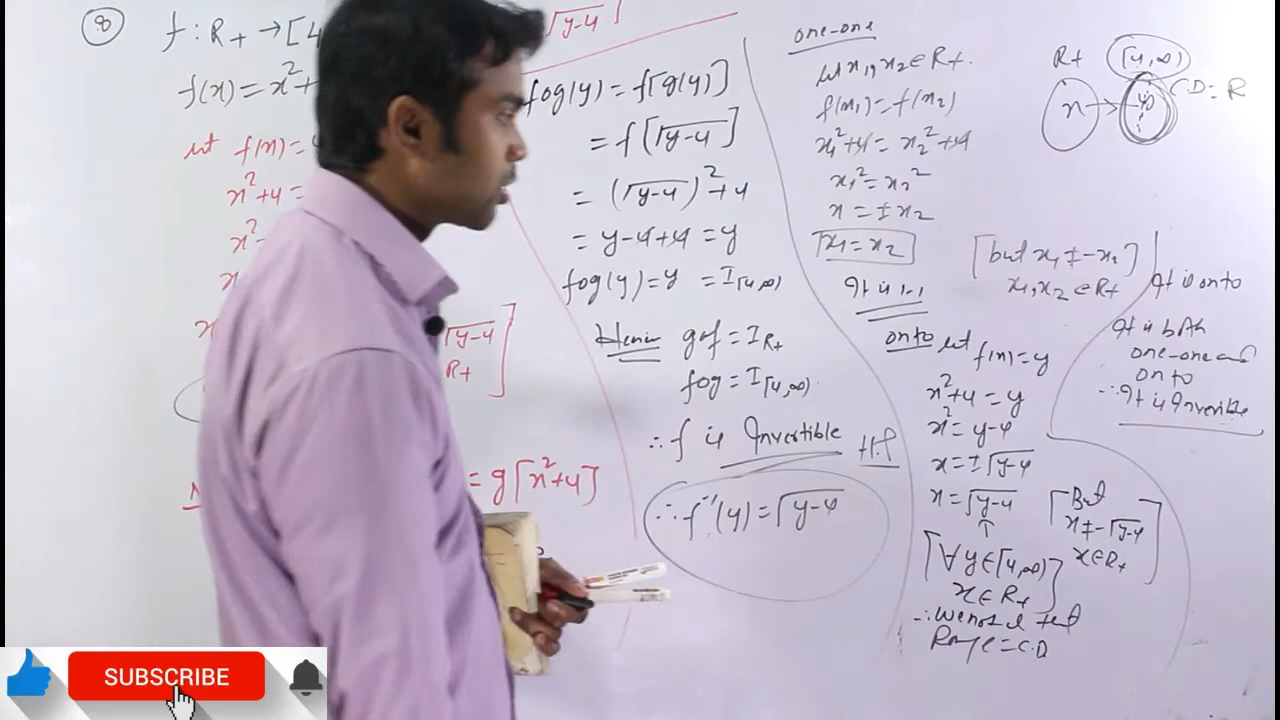 8
f : R₊ → [4
√y-4 ]
f(x) = x²+
let f(x) =
x²+4 =
x²-
x
x
√y-4
R₊
= g[x²+4]
fog(y) = f[g(y)]
= f[√y-4]
= (√y-4)²+4
= y-4+4 = y
fog(y) = y = I[4,∞)
Hence gof = I R₊
fog = I[4,∞)
∴ f is Invertible
H.P
∴ f⁻¹(y) = √y-4
one-one
let x₁, x₂ ∈ R₊.
f(x₁) = f(x₂)
x₁²+4 = x₂²+4
x₁² = x₂²
x = ± x₂
x₁ = x₂
[but x₁ ≠ -x₂]
x₁, x₂ ∈ R₊
It is 1-1
onto let f(x) = y
x²+4 = y
x² = y-4
x = ±√y-4
x = √y-4
[But
x ≠ -√y-4
x ∈ R₊]
[∀ y ∈ [4,∞)
x ∈ R₊]
Range = C.D
R+
[4,∞)
C.D = R
x
It is onto
It is both
one-one and
onto
∴ It is Invertible
SUBSCRIBE